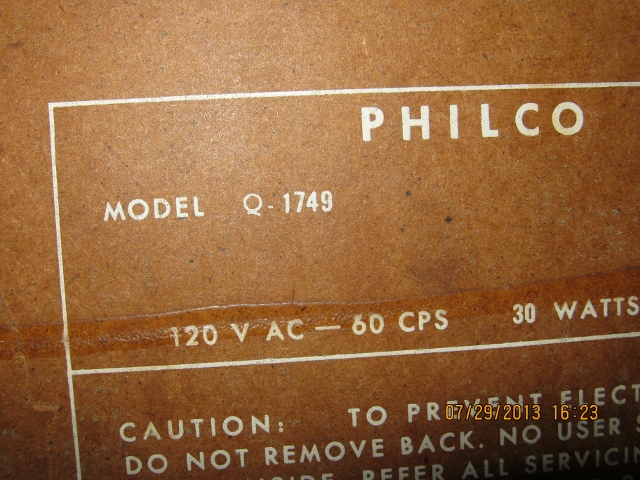 PHILCO
MODEL Q-1749
120 V AC — 60 CPS 30 WATTS
CAUTION: TO PREVENT ELECT
07/29/2013 16:23
DO NOT REMOVE BACK. NO USER
REFER ALL SERVICIN